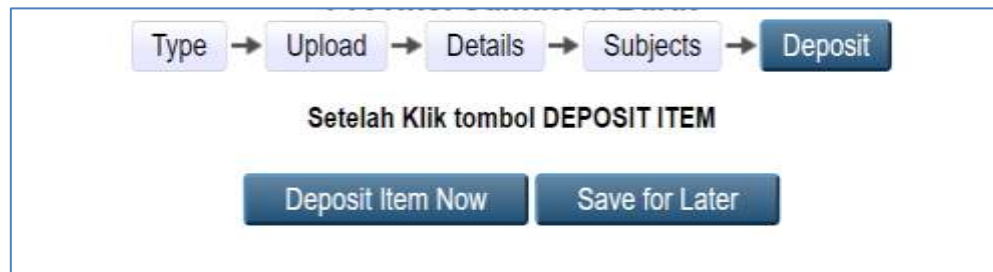 Type → Upload → Details → Subjects → Deposit
Setelah Klik tombol DEPOSIT ITEM
Deposit Item Now Save for Later